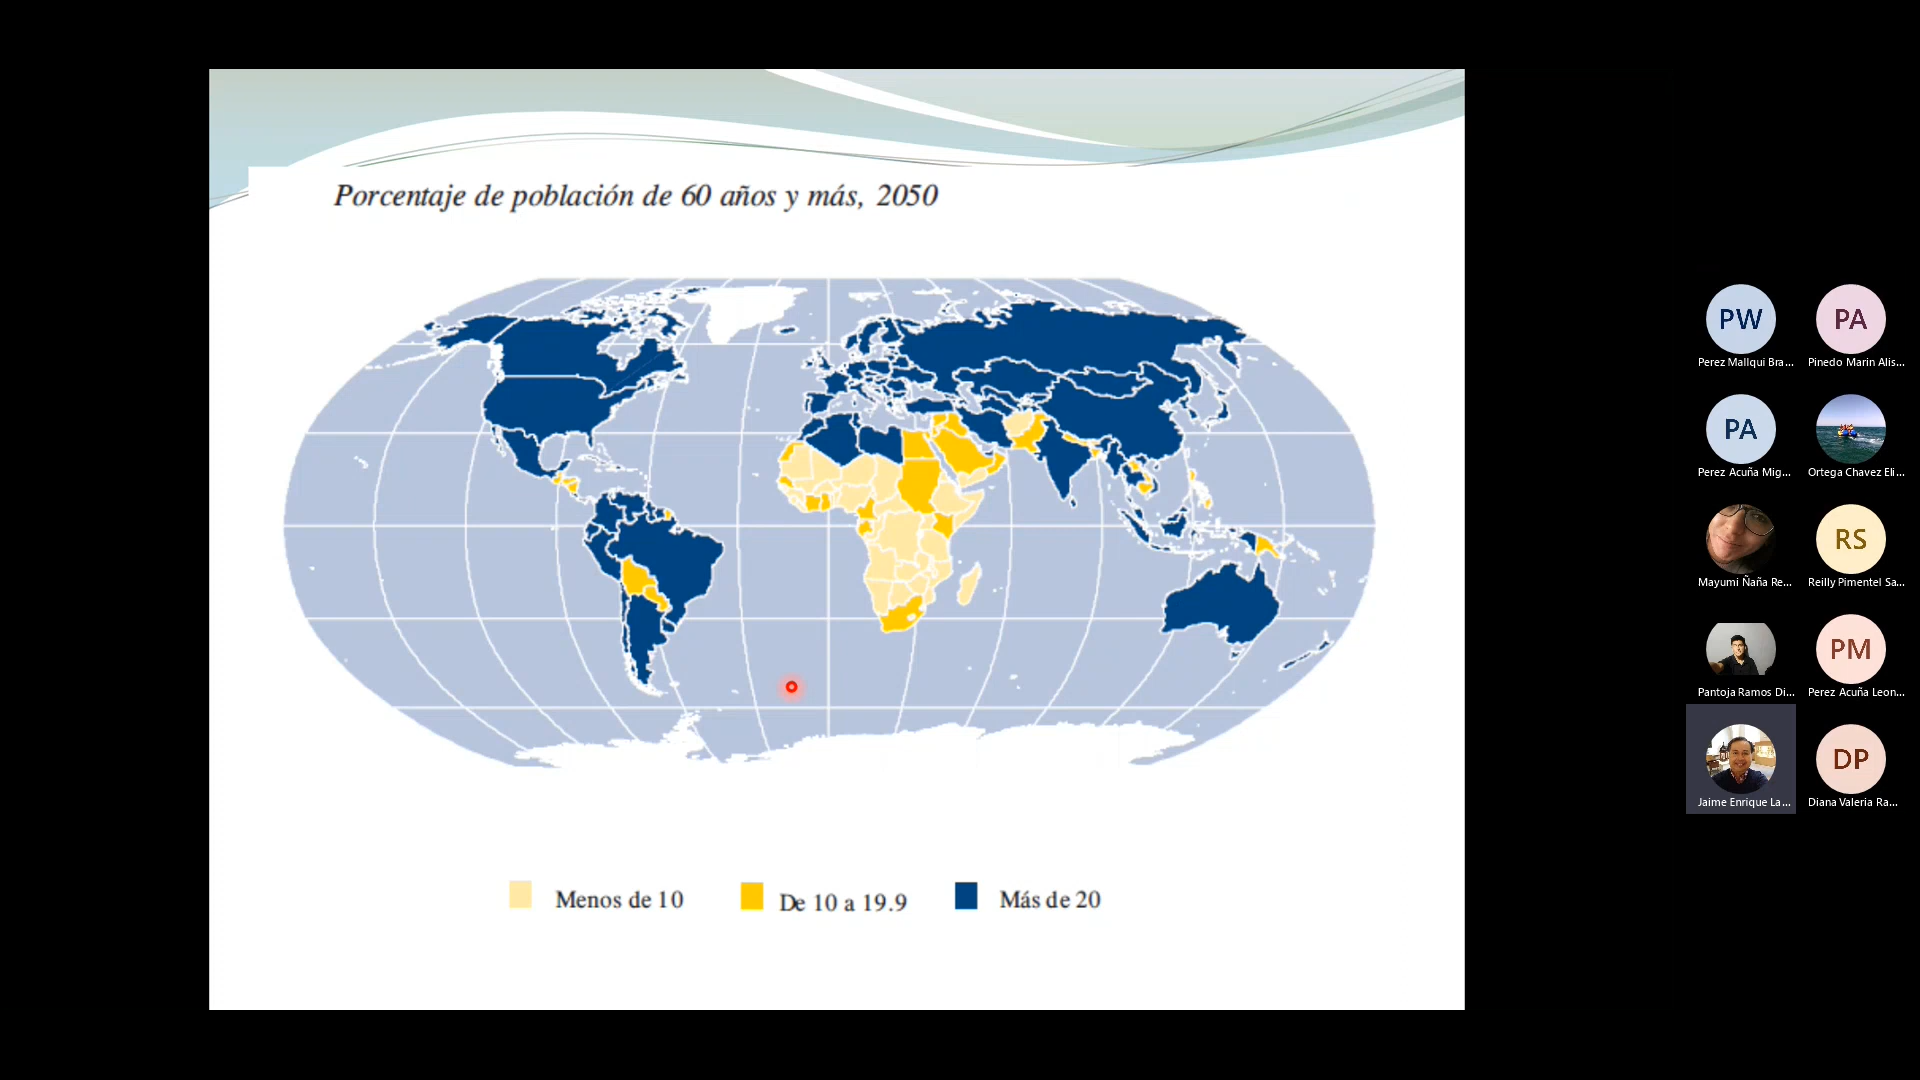 Porcentaje de población de 60 años y más, 2050
Menos de 10
De 10 a 19.9
Más de 20
PW
Perez Mallqui Bra...
PA
Pinedo Marin Alis...
PA
Perez Acuña Mig...
Ortega Chavez Eli...
Mayumi Ñaña Re...
RS
Reilly Pimentel Sa...
Pantoja Ramos Di...
PM
Perez Acuña Leon...
Jaime Enrique La...
DP
Diana Valeria Ra...